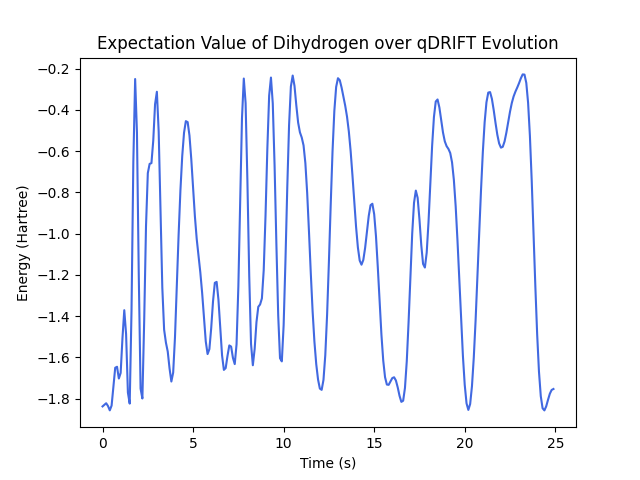 Expectation Value of Dihydrogen over qDRIFT Evolution
Energy (Hartree)
−0.2
−0.4
−0.6
−0.8
−1.0
−1.2
−1.4
−1.6
−1.8
0 5 10 15 20 25
Time (s)